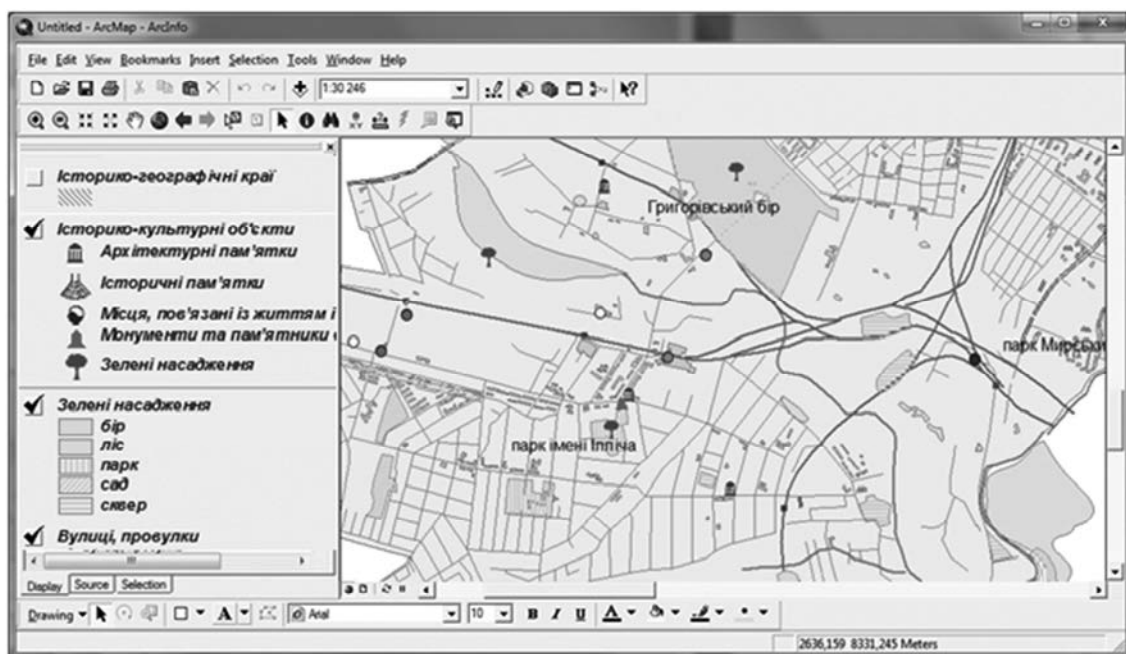 Untitled - ArcMap - ArcInfo
File Edit View Bookmarks Insert Selection Tools Window Help
1:30 246
Історико-географічні краї
Історико-культурні об'єкти
Архітектурні пам'ятки
Історичні пам'ятки
Місця, пов'язані із життям і
Монументи та пам'ятники
Зелені насадження
Зелені насадження
бір
ліс
парк
сад
сквер
Вулиці, провулки
Display Source Selection
Григорівський бір
парк Мирськи
парк імені Ілліча
Drawing A Arial 10 B I U A
2636,159 8331,245 Meters